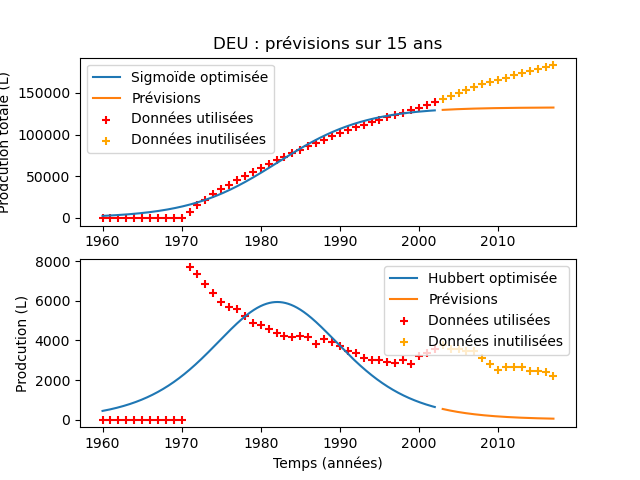 DEU : prévisions sur 15 ans
Prodcution totale (L)
150000
100000
50000
0
Sigmoïde optimisée
Prévisions
Données utilisées
Données inutilisées
1960 1970 1980 1990 2000 2010
Prodcution (L)
8000
6000
4000
2000
0
Hubbert optimisée
Prévisions
Données utilisées
Données inutilisées
1960 1970 1980 1990 2000 2010
Temps (années)